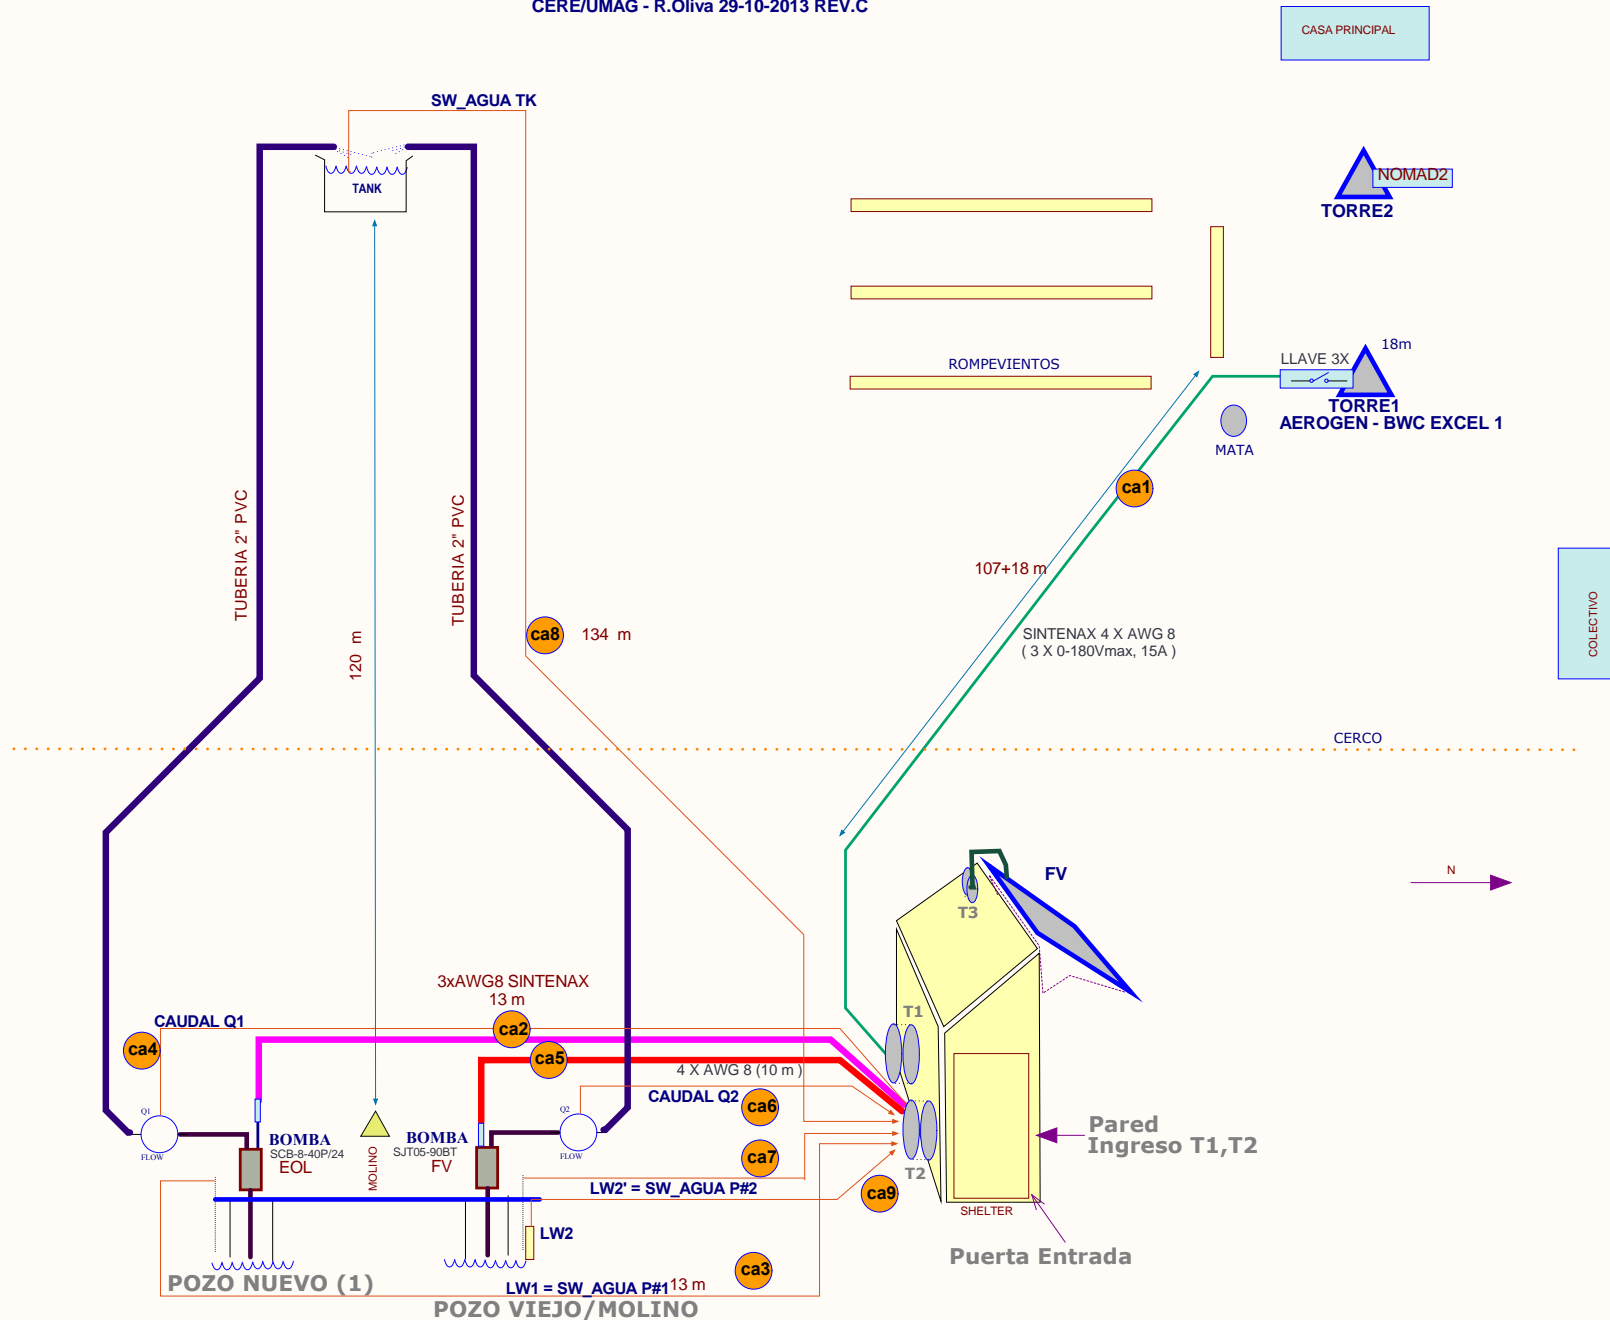 CERE/UMAG - R.Oliva 29-10-2013 REV.C
CASA PRINCIPAL
SW_AGUA TK
TANK
NOMAD2
TORRE2
ROMPEVIENTOS
18m
LLAVE 3X
TORRE1
AEROGEN - BWC EXCEL 1
MATA
ca1
TUBERIA 2" PVC
TUBERIA 2" PVC
107+18 m
SINTENAX 4 X AWG 8
( 3 X 0-180Vmax, 15A )
COLECTIVO
ca8
134 m
120 m
CERCO
FV
N
T3
3xAWG8 SINTENAX
13 m
CAUDAL Q1
ca2
T1
ca4
ca5
4 X AWG 8 (10 m )
CAUDAL Q2
ca6
Q1
FLOW
BOMBA
SCB-8-40P/24
EOL
MOLINO
BOMBA
SJT05-90BT
FV
Q2
FLOW
ca7
T2
Pared
Ingreso T1,T2
LW2' = SW_AGUA P#2
ca9
SHELTER
LW2
Puerta Entrada
ca3
POZO NUEVO (1)
LW1 = SW_AGUA P#1
13 m
POZO VIEJO/MOLINO